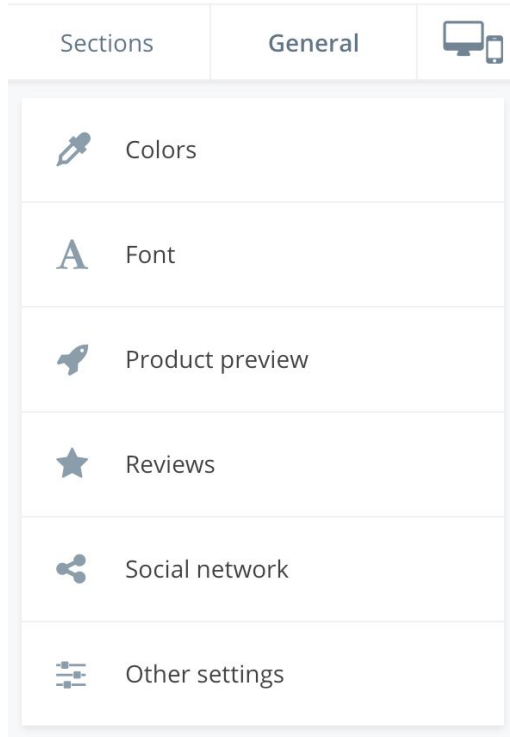 Sections General
Colors
Font
Product preview
Reviews
Social network
Other settings